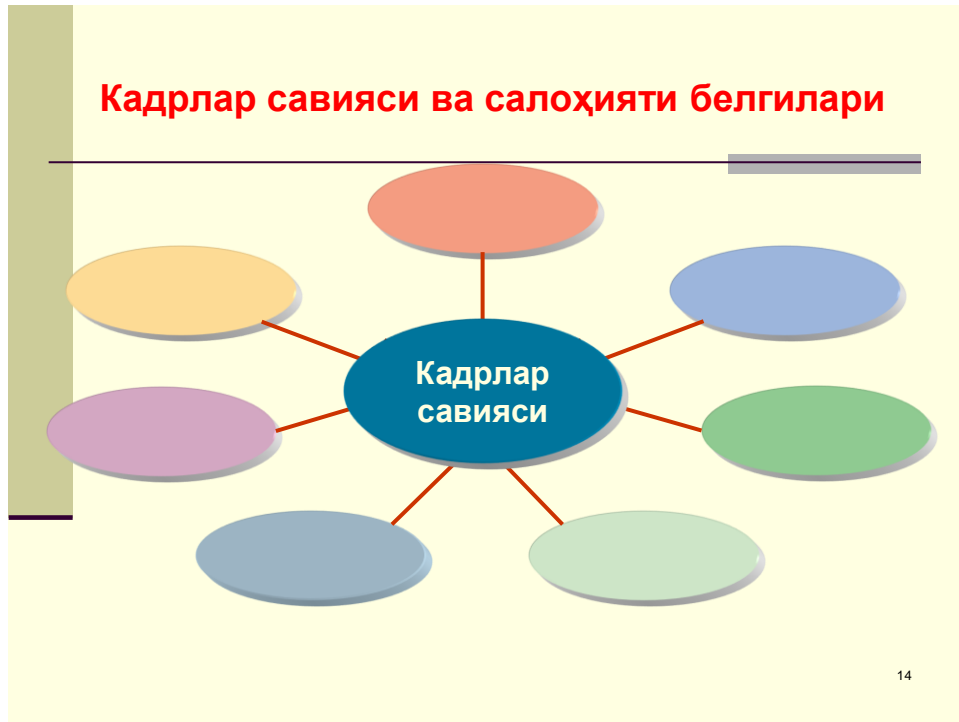 Кадрлар савияси ва салоҳияти белгилари
Кадрлар
савияси
14